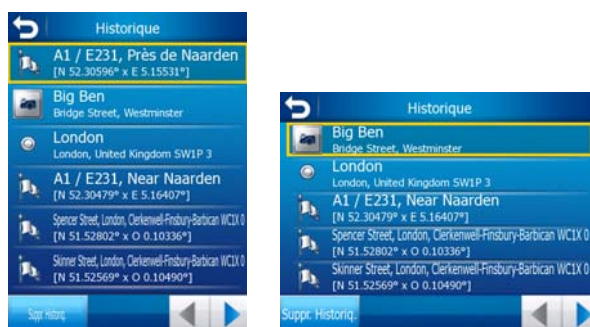 Historique
A1 / E231, Près de Naarden
[N 52.30596° x E 5.15531°]
Big Ben
Bridge Street, Westminster
London
London, United Kingdom SW1P 3
A1 / E231, Near Naarden
[N 52.30479° x E 5.16407°]
Spencer Street, London, Clerkenwell-Finsbury-Barbican WC1X 0
[N 51.52802° x O 0.10336°]
Skinner Street, London, Clerkenwell-Finsbury-Barbican WC1X 0
[N 51.52569° x O 0.10490°]
Suppr. Historiq.
Historique
Big Ben
Bridge Street, Westminster
London
London, United Kingdom SW1P 3
A1 / E231, Near Naarden
[N 52.30479° x E 5.16407°]
Spencer Street, London, Clerkenwell-Finsbury-Barbican WC1X 0
[N 51.52802° x O 0.10336°]
Skinner Street, London, Clerkenwell-Finsbury-Barbican WC1X 0
[N 51.52569° x O 0.10490°]
Suppr. Historiq.